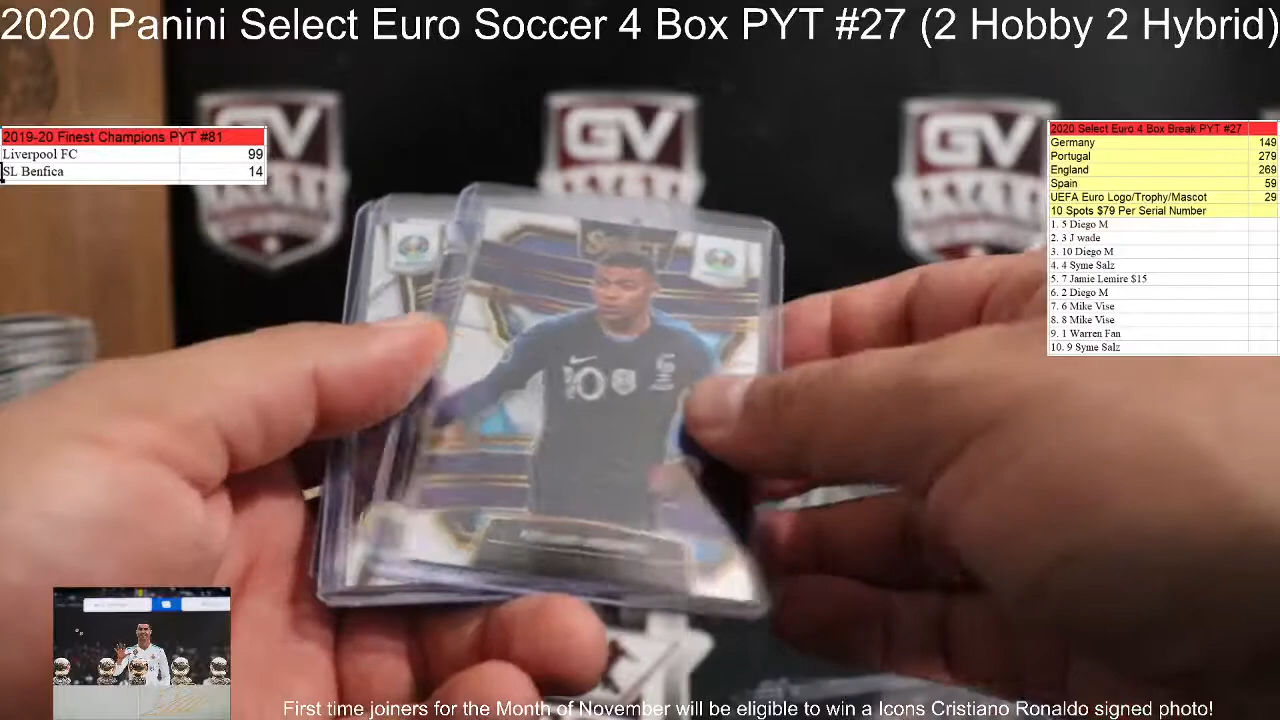 2020 Panini Select Euro Soccer 4 Box PYT #27 (2 Hobby 2 Hybrid)
GV
GV
GV
2019-20 Finest Champions PYT #81
Liverpool FC 99
SL Benfica 14
2020 Select Euro 4 Box Break PYT #27
Germany 149
Portugal 279
England 269
Spain 59
UEFA Euro Logo/Trophy/Mascot 29
10 Spots $79 Per Serial Number
1. 5 Diego M
2. 3 J wade
3. 10 Diego M
4. 4 Syme Salz
5. 7 Jamie Lemire $15
6. 2 Diego M
7. 6 Mike Vise
8. 8 Mike Vise
9. 1 Warren Fan
10. 9 Syme Salz
SELECT
10
First time joiners for the Month of November will be eligible to win a Icons Cristiano Ronaldo signed photo!